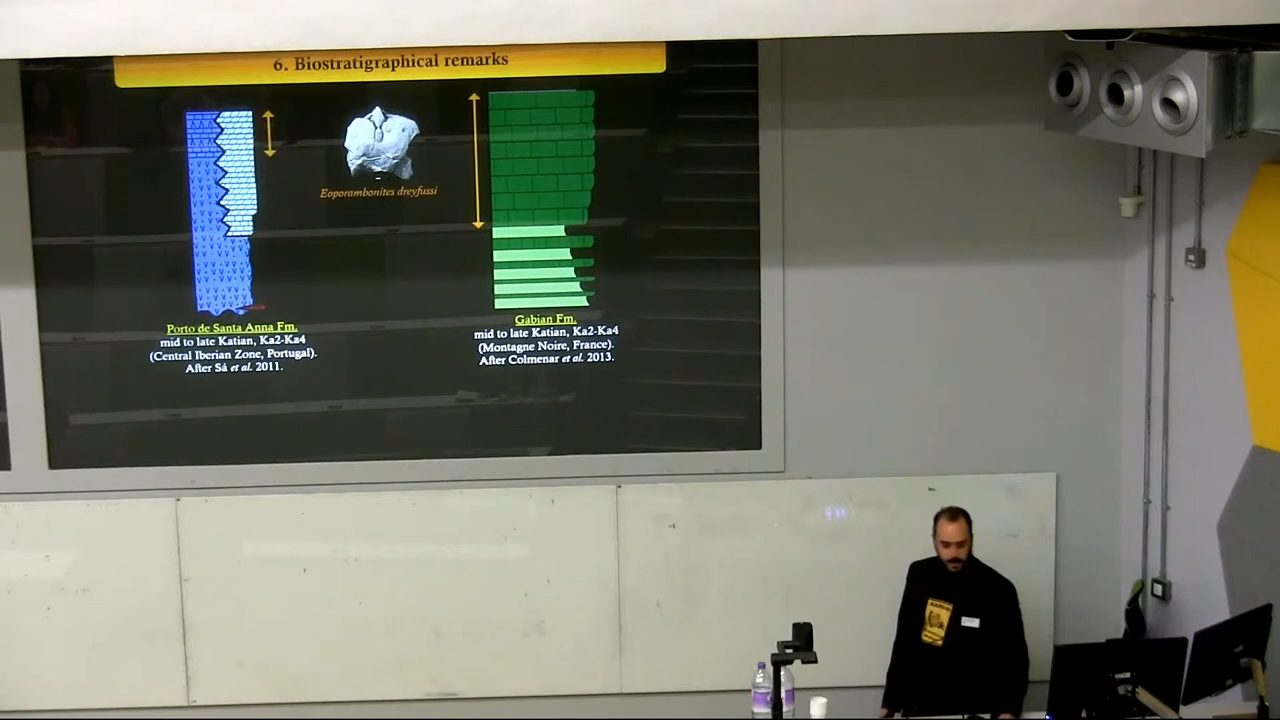 6. Biostratigraphical remarks
Eoporambonites dreyfussi
Porto de Santa Anna Fm.
mid to late Katian, Ka2-Ka4
(Central Iberian Zone, Portugal).
After Sá et al. 2011.
Gabian Fm.
mid to late Katian, Ka2-Ka4
(Montagne Noire, France).
After Colmenar et al. 2013.